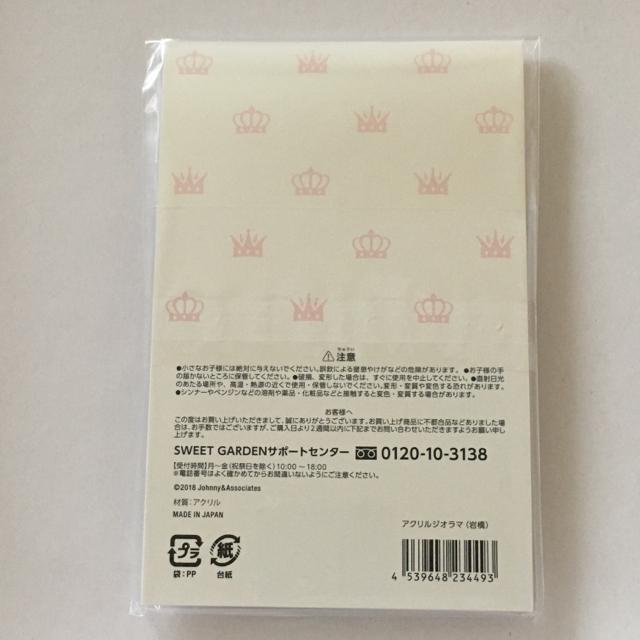 ちゅうい
⚠注意
●小さなお子様には絶対に与えないでください。誤飲による窒息やけがなどの危険があります。●お子様の手
の届かないところに保管してください。●破損、変形した場合は、すぐに使用を中止してください。●直射日光
のあたる場所や、高温・熱源の近くで使用・保管しないでください。変形・変質や変色する恐れがあります。
●シンナーやベンジンなどの溶剤や薬品・化粧品などと接触すると変色・変質する場合があります。
お客様へ
この度はお買い上げいただきまして、誠にありがとうございます。お買い上げ商品に不都合品などありました場合
は、お手数ではございますが、ご購入日より2週間以内に下記までお問い合わせいただきますようお願い申し
上げます。
SWEET GARDENサポートセンター 0120-10-3138
【受付時間】月〜金(祝祭日を除く)10:00 〜 18:00
※電話番号はよく確かめてからお間違いないようにご注意ください。
©2018 Johnny&Associates
材質：アクリル
MADE IN JAPAN
アクリルジオラマ（岩橋）
プラ
袋：PP
紙
台紙
4 539648 234493